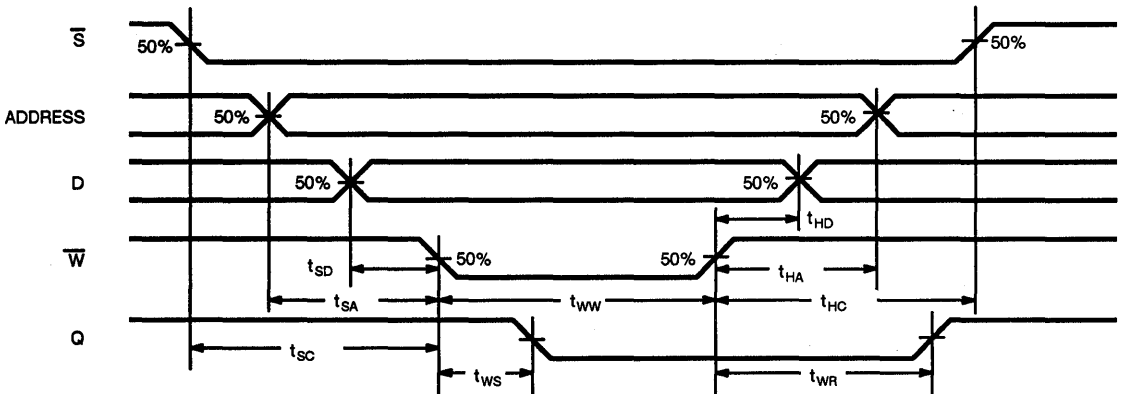 S̅
50%
50%
ADDRESS
50%
50%
D
50%
50%
tHD
W̅
50%
50%
tSD
tHA
tSA
tWW
tHC
Q
tSC
tWS
tWR